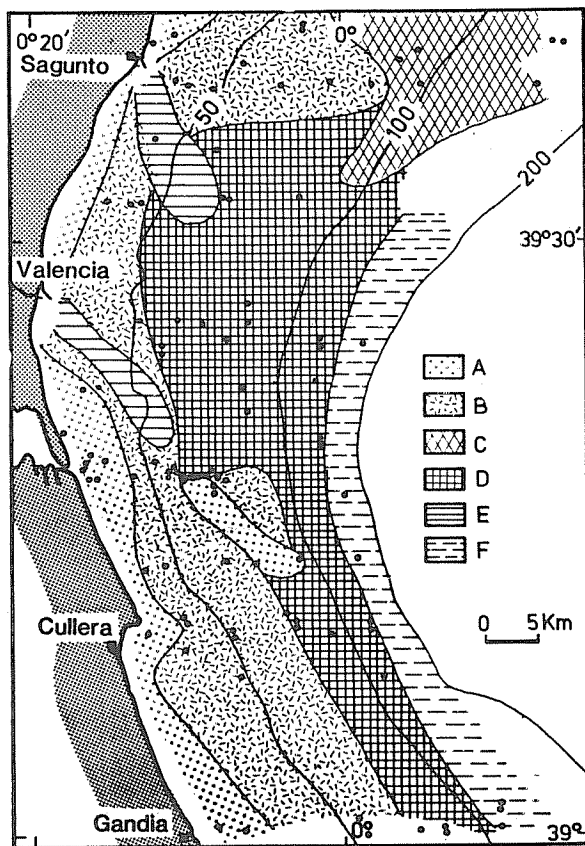 0° 20′
0°
Sagunto
50
100
200
39° 30′
Valencia
A
B
C
D
E
F
0 5 Km
Cullera
Gandia
0°
39°